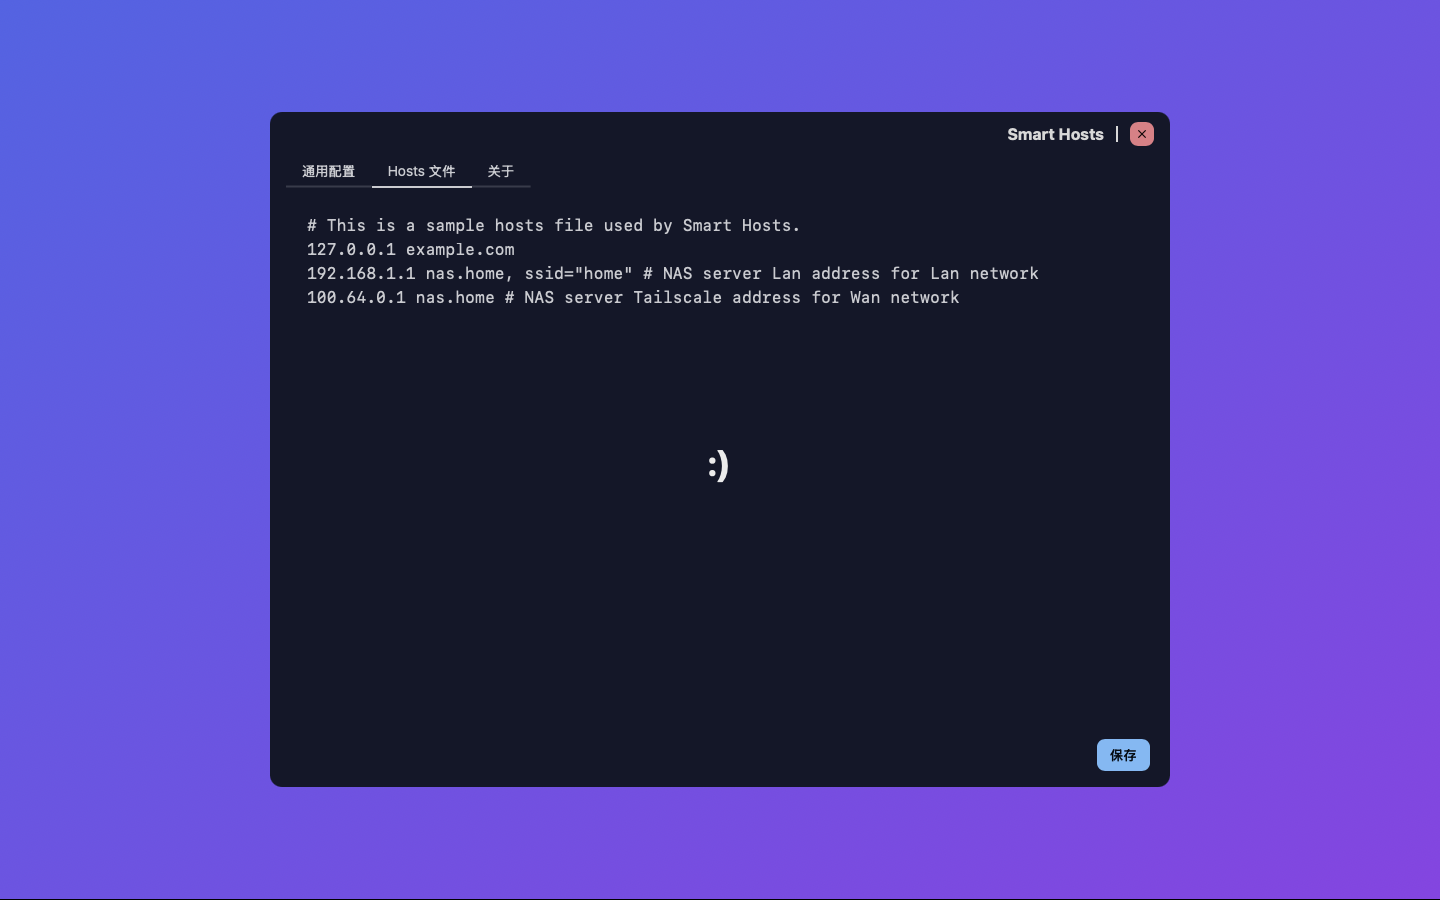 Smart Hosts
通用配置 Hosts 文件 关于
# This is a sample hosts file used by Smart Hosts.
127.0.0.1 example.com
192.168.1.1 nas.home, ssid="home" # NAS server Lan address for Lan network
100.64.0.1 nas.home # NAS server Tailscale address for Wan network
:)
保存